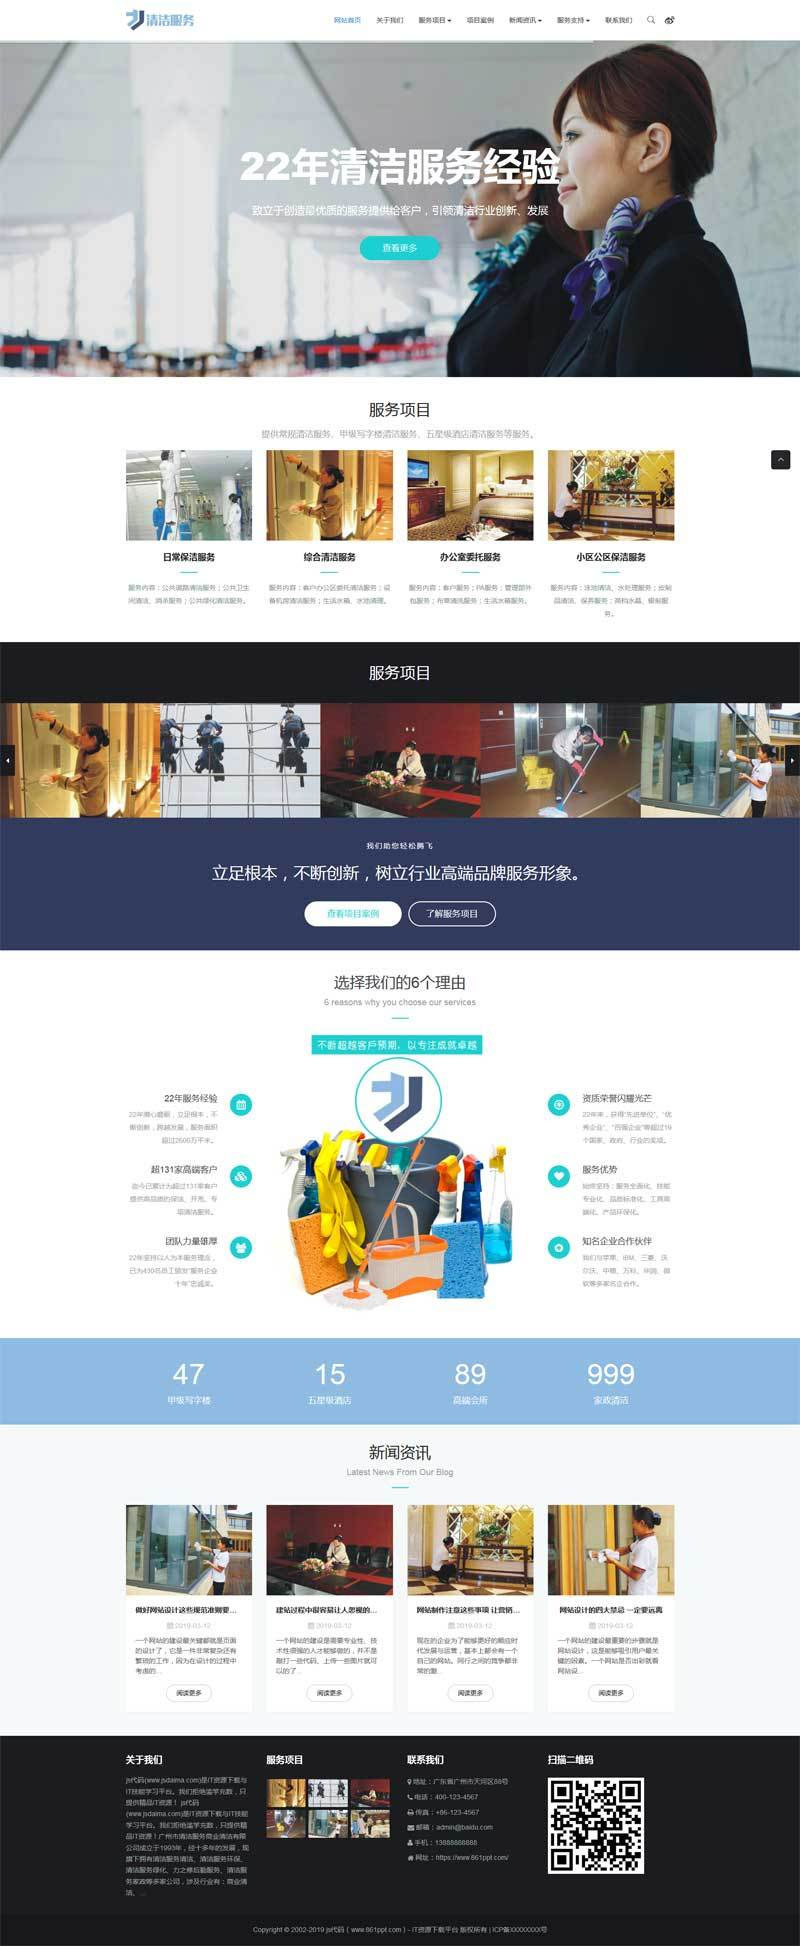 清洁服务
网站首页 关于我们 服务项目 项目案例 新闻资讯 服务支持 联系我们
22年清洁服务经验
致立于创造最优质的服务提供给客户，引领清洁行业创新、发展
查看更多
服务项目
提供常规清洁服务、甲级写字楼清洁服务、五星级酒店清洁服务等服务。
日常保洁服务 综合清洁服务 办公室委托服务 小区公区保洁服务
服务内容：公共道路清洁服务；公共卫生
间清洁、消杀服务；公共绿化清洁服务。
服务内容：客户办公区委托清洁服务；设
备机房清洁服务；生活水箱、水池清理。
服务内容：客户服务；PA服务；管理部外
包服务；布草清洗服务；生活水箱服务。
服务内容：泳池清洁、水处理服务；皮制
品清洁、保养服务；高档水晶、银制服
务。
服务项目
我们助您轻松腾飞
立足根本，不断创新，树立行业高端品牌服务形象。
查看项目案例 了解服务项目
选择我们的6个理由
6 reasons why you choose our services
不断超越客户预期、以专注成就卓越
22年服务经验
22年潜心磨砺，立足根本，不
断创新，跨越发展，服务面积
超过2600万平米。
超131家高端客户
迄今已累计为超过131家客户
提供高品质的保洁、开荒、专
项清洁服务。
团队力量雄厚
22年坚持以人为本服务理念，
已为430名员工颁发“服务企业
十年”忠诚奖。
资质荣誉闪耀光芒
22年来，获得“先进单位”、“优
秀企业”、“百强企业”等超过19
个国家、政府、行业的奖项。
服务优势
始终坚持：服务全面化、技能
专业化、品质标准化、工具高
端化、产品环保化。
知名企业合作伙伴
我们与苹果、IBM、三菱、沃
尔沃、中粮、万科、华润、微
软等多家名企合作。
47 15 89 999
甲级写字楼 五星级酒店 高端会所 家政清洁
新闻资讯
Latest News From Our Blog
做好网站设计这些规范准则要...
2019-03-12
一个网站的建设最关键都就是页面
的设计了，它是一件非常复杂还有
繁琐的工作，因为在设计的过程中
考虑的...
阅读更多
建站过程中很容易让人忽视的...
2019-03-12
一个网站的建设是需要专业性、技
术性很强的人才能够做的，并不是
敲打一些代码、上传一些图片就可
以的了...
阅读更多
网站制作注意这些事项 让营销...
2019-03-12
现在的企业为了能够更好的顺应时
代发展与运营，基本上都会有一个
自己的网站。同行之间的竞争都非
常的激...
阅读更多
网站设计的四大禁忌 一定要远离
2019-03-12
一个网站的建设最重要的步骤就是
网站设计，这是能够吸引用户最关
键的因素。一个网站是否出彩就看
网站设...
阅读更多
关于我们
js代码(www.jsdaima.com)是IT资源下载与
IT技能学习平台。我们拒绝滥竽充数，只
提供精品IT资源！ js代码
(www.jsdaima.com)是IT资源下载与IT技能
学习平台。我们拒绝滥竽充数，只提供精
品IT资源！广州市清洁服务商业清洁有限
公司成立于1993年，经十多年的发展，现
旗下拥有清洁服务清洁、清洁服务环保、
清洁服务绿化、力之修后勤服务、清洁服
务家政等多家公司，涉及行业有：商业清
洁、...
服务项目
联系我们
地址：广东省广州市天河区88号
电话：400-123-4567
传真：+86-123-4567
邮箱：admin@baidu.com
手机：13888888888
网址：https://www.861ppt.com/
扫描二维码
Copyright © 2002-2019 js代码（www.861ppt.com）- IT资源下载平台 版权所有 | ICP备XXXXXXXX号